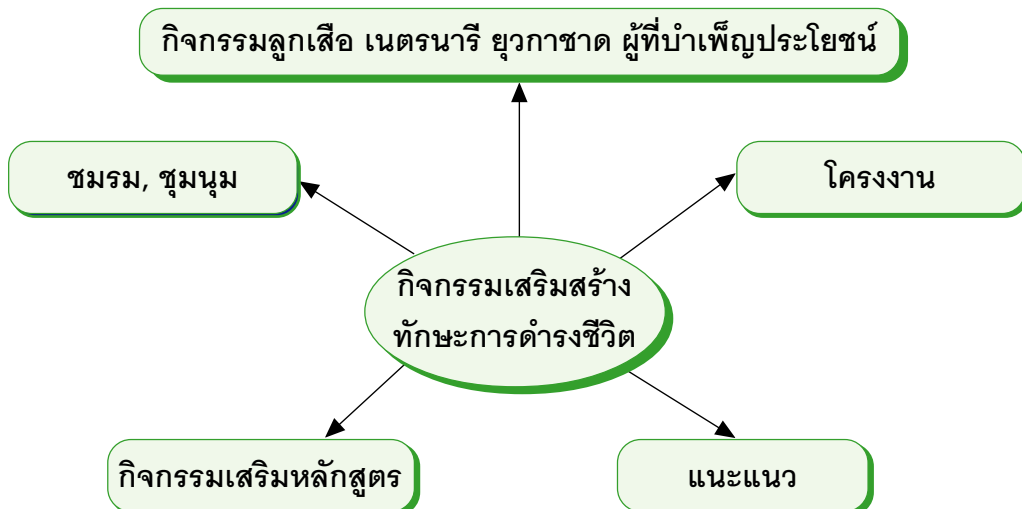 กิจกรรมลูกเสือ เนตรนารี ยุวกาชาด ผู้ที่บำเพ็ญประโยชน์
ชมรม, ชุมนุม
โครงงาน
กิจกรรมเสริมสร้าง
ทักษะการดำรงชีวิต
กิจกรรมเสริมหลักสูตร
แนะแนว